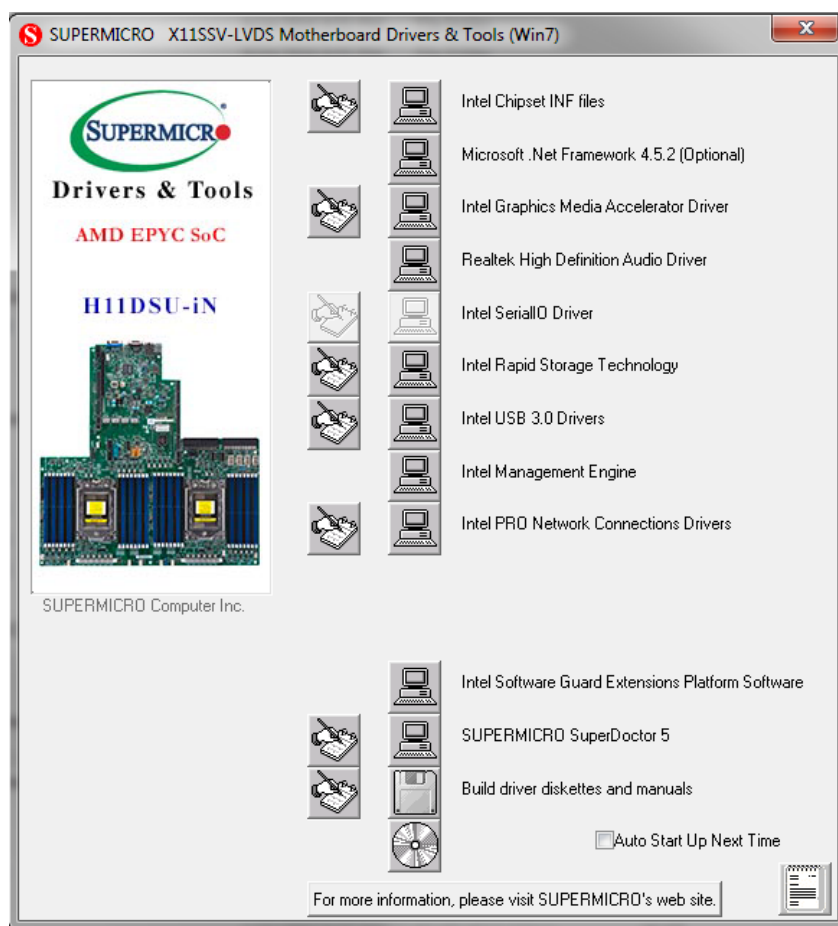 SUPERMICRO X11SSV-LVDS Motherboard Drivers & Tools (Win7)
SUPERMICRO
Drivers & Tools
AMD EPYC SoC
H11DSU-iN
SUPERMICRO Computer Inc.
Intel Chipset INF files
Microsoft .Net Framework 4.5.2 (Optional)
Intel Graphics Media Accelerator Driver
Realtek High Definition Audio Driver
Intel SerialIO Driver
Intel Rapid Storage Technology
Intel USB 3.0 Drivers
Intel Management Engine
Intel PRO Network Connections Drivers
Intel Software Guard Extensions Platform Software
SUPERMICRO SuperDoctor 5
Build driver diskettes and manuals
Auto Start Up Next Time
For more information, please visit SUPERMICRO's web site.